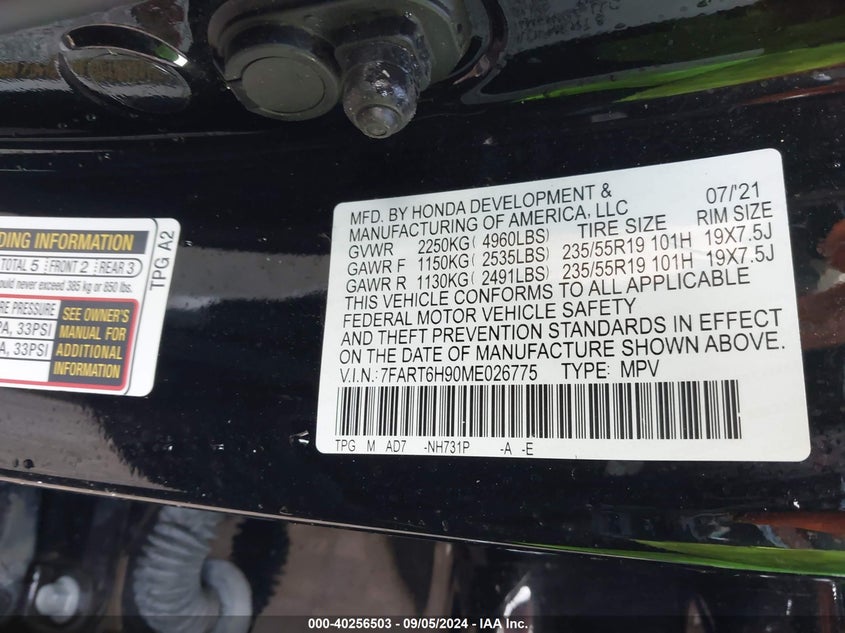 DING INFORMATION
TOTAL 5 FRONT 2 REAR 3
ould never exceed 385 kg or 850 lbs.
RE PRESSURE
PA, 33PSI
A, 33PSI
SEE OWNER'S
MANUAL FOR
ADDITIONAL
INFORMATION
TPG A2
MFD. BY HONDA DEVELOPMENT & 07/'21
MANUFACTURING OF AMERICA, LLC TIRE SIZE RIM SIZE
GVWR 2250KG( 4960LBS)
GAWR F 1150KG( 2535LBS) 235/55R19 101H 19X7.5J
GAWR R 1130KG( 2491LBS) 235/55R19 101H 19X7.5J
THIS VEHICLE CONFORMS TO ALL APPLICABLE
FEDERAL MOTOR VEHICLE SAFETY
AND THEFT PREVENTION STANDARDS IN EFFECT
ON THE DATE OF MANUFACTURE SHOWN ABOVE.
V.I.N.: 7FART6H90ME026775 TYPE: MPV
TPG M AD7 -NH731P -A -E
000-40256503 - 09/05/2024 - IAA Inc.